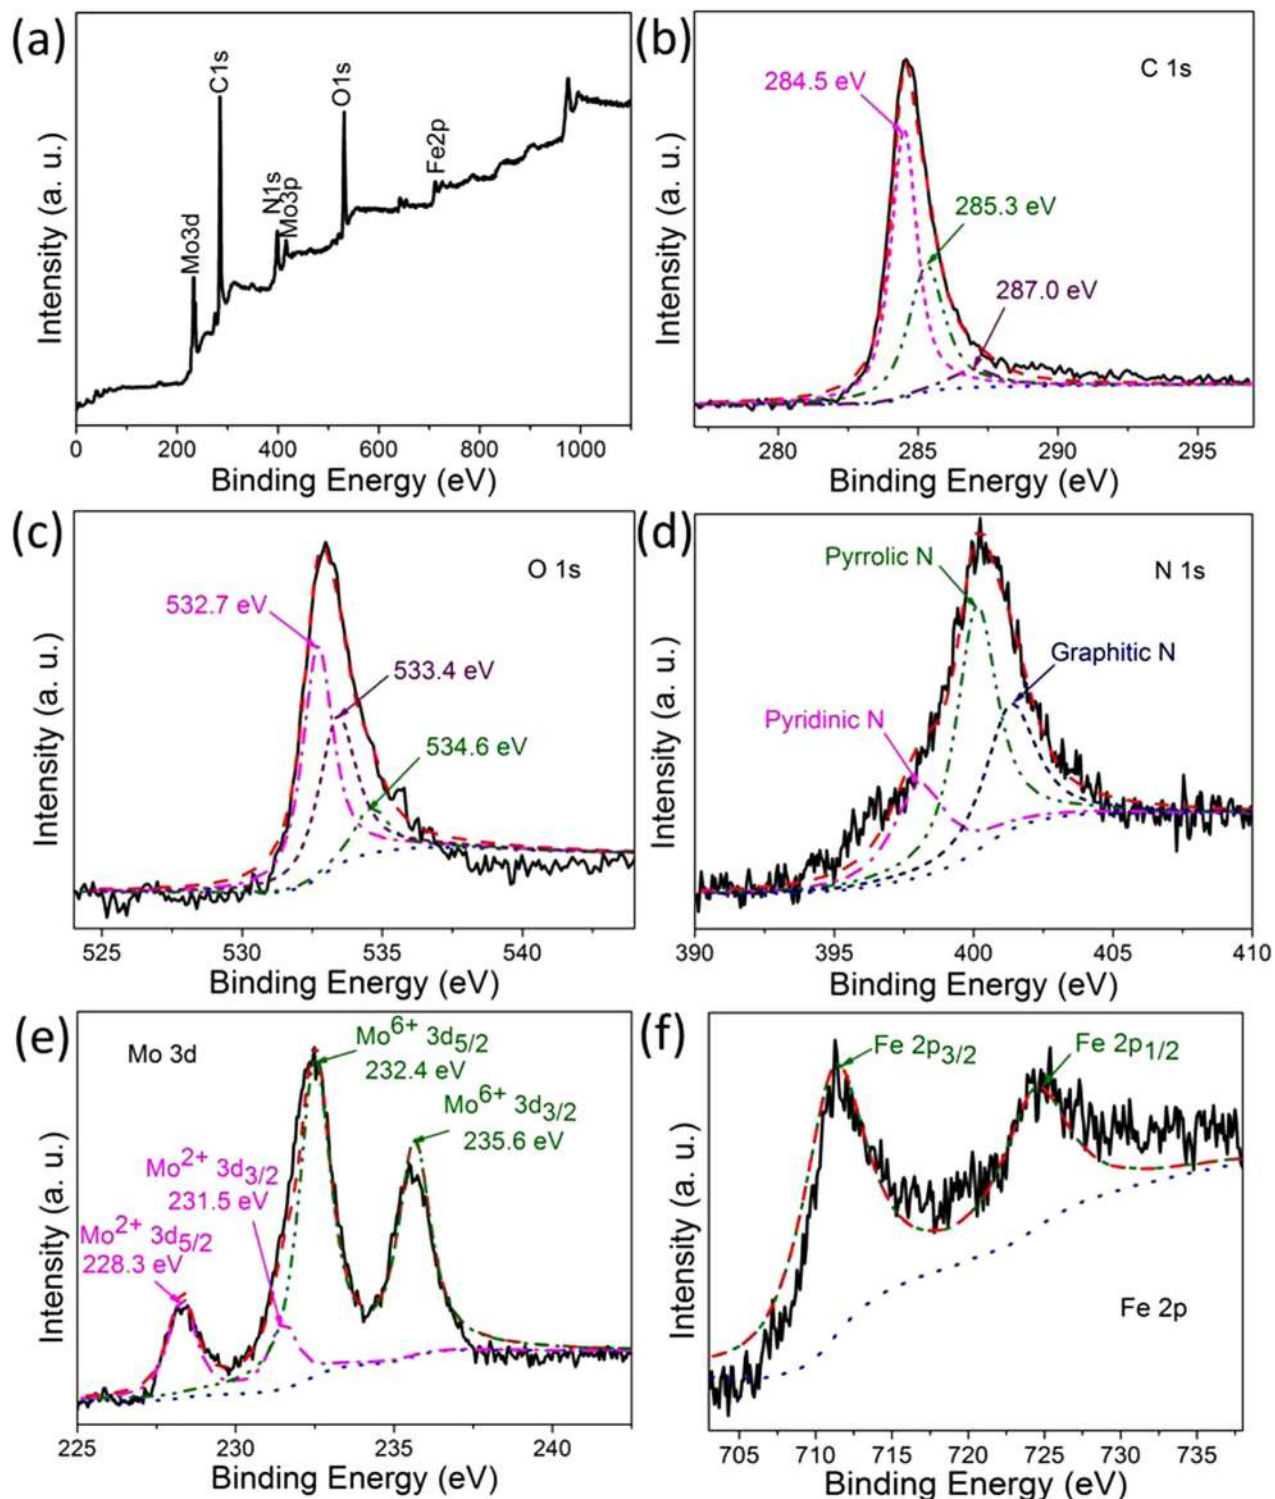 (a)
Mo3d
C1s
N1s
Mo3p
O1s
Fe2p
Intensity (a. u.)
0 200 400 600 800 1000
Binding Energy (eV)
(b)
C 1s
284.5 eV
285.3 eV
287.0 eV
Intensity (a. u.)
280 285 290 295
Binding Energy (eV)
(c)
O 1s
532.7 eV
533.4 eV
534.6 eV
Intensity (a. u.)
525 530 535 540
Binding Energy (eV)
(d)
N 1s
Pyrrolic N
Graphitic N
Pyridinic N
Intensity (a. u.)
390 395 400 405 410
Binding Energy (eV)
(e)
Mo 3d
Mo6+ 3d5/2
232.4 eV
Mo6+ 3d3/2
235.6 eV
Mo2+ 3d3/2
231.5 eV
Mo2+ 3d5/2
228.3 eV
Intensity (a. u.)
225 230 235 240
Binding Energy (eV)
(f)
Fe 2p3/2
Fe 2p1/2
Fe 2p
Intensity (a. u.)
705 710 715 720 725 730 735
Binding Energy (eV)